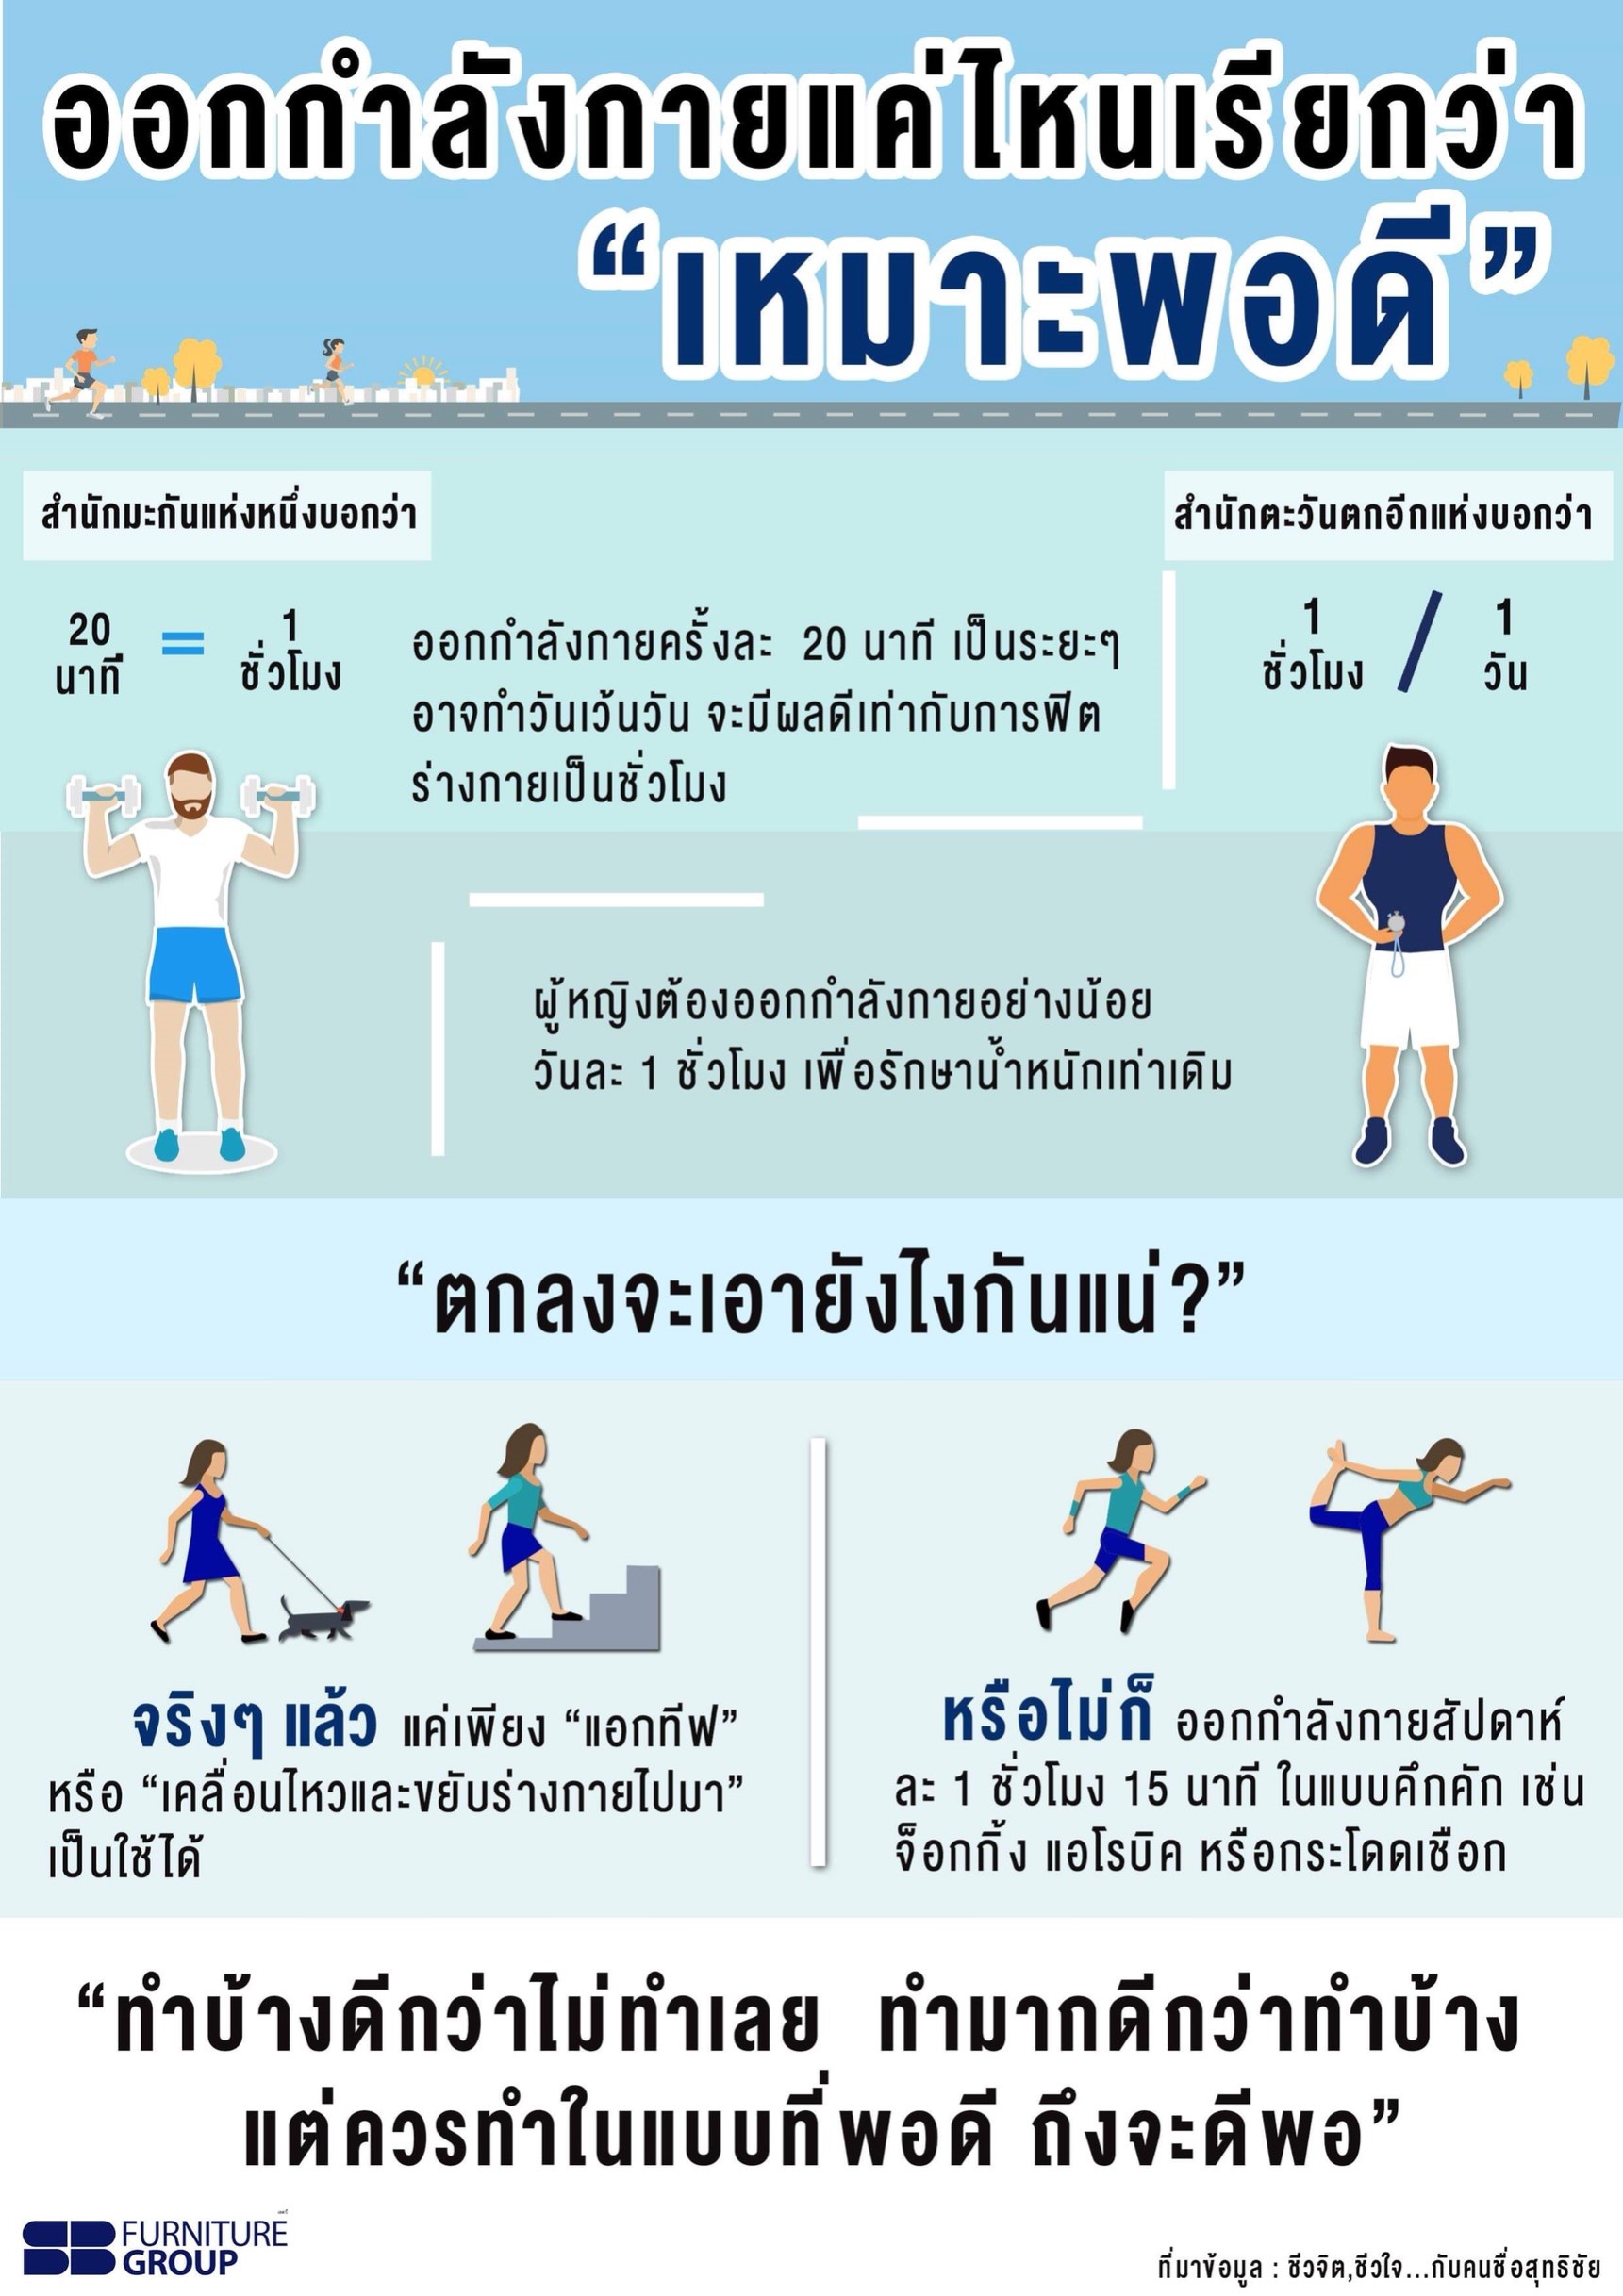 ออกกำลังกายแค่ไหนเรียกว่า
“เหมาะพอดี”
สำนักมะกันแห่งหนึ่งบอกว่า
20 นาที = 1 ชั่วโมง
ออกกำลังกายครั้งละ 20 นาที เป็นระยะๆ
อาจทำวันเว้นวัน จะมีผลดีเท่ากับการฟิต
ร่างกายเป็นชั่วโมง
สำนักตะวันตกอีกแห่งบอกว่า
1 ชั่วโมง / 1 วัน
ผู้หญิงต้องออกกำลังกายอย่างน้อย
วันละ 1 ชั่วโมง เพื่อรักษาน้ำหนักเท่าเดิม
“ตกลงจะเอายังไงกันแน่?”
จริงๆ แล้ว แค่เพียง “แอกทีฟ”
หรือ “เคลื่อนไหวและขยับร่างกายไปมา”
เป็นใช้ได้
หรือไม่ก็ ออกกำลังกายสัปดาห์
ละ 1 ชั่วโมง 15 นาที ในแบบคึกคัก เช่น
จ็อกกิ้ง แอโรบิค หรือกระโดดเชือก
“ทำบ้างดีกว่าไม่ทำเลย ทำมากดีกว่าทำบ้าง
แต่ควรทำในแบบที่พอดี ถึงจะดีพอ”
SB FURNITURE
GROUP
ที่มาข้อมูล : ชีวจิต,ชีวใจ...กับคนชื่อสุทธิชัย